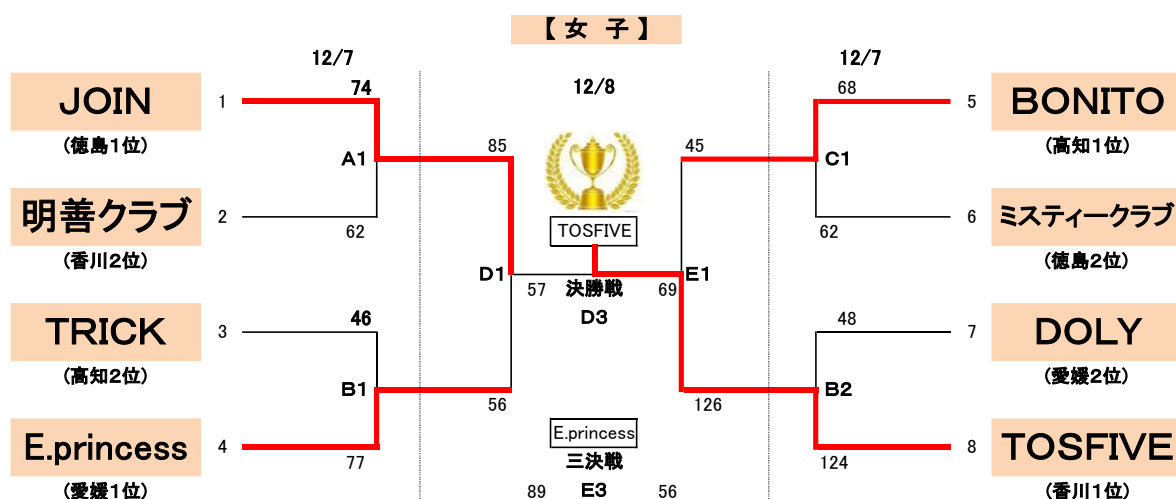 【 女 子 】
12/7
12/8
12/7
JOIN
1
74
(徳島1位)
A1
85
明善クラブ
2
62
(香川2位)
TRICK
3
46
(高知2位)
B1
E.princess
4
77
56
(愛媛1位)
D1
TOSFIVE
57
決勝戦
69
D3
E1
E.princess
三決戦
89
E3
56
68
5
BONITO
(高知1位)
45
C1
62
6
ミスティークラブ
(徳島2位)
48
7
DOLY
(愛媛2位)
B2
126
124
8
TOSFIVE
(香川1位)